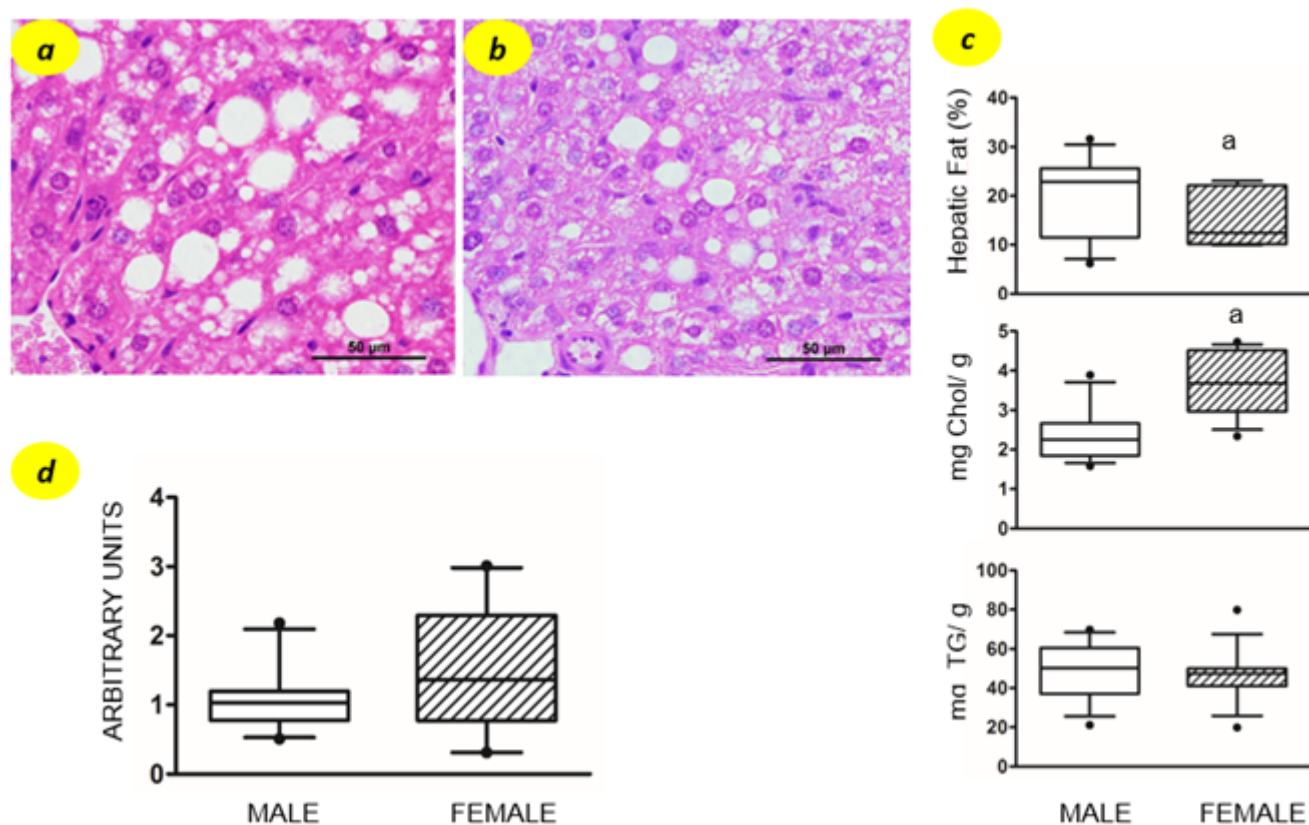 a
b
c
50 µm
50 µm
Hepatic Fat (%)
40
30
20
10
0
a
mg Chol/ g
5
4
3
2
1
0
a
mg TG/ g
100
80
60
40
20
0
MALE
FEMALE
d
ARBITRARY UNITS
4
3
2
1
0
MALE
FEMALE